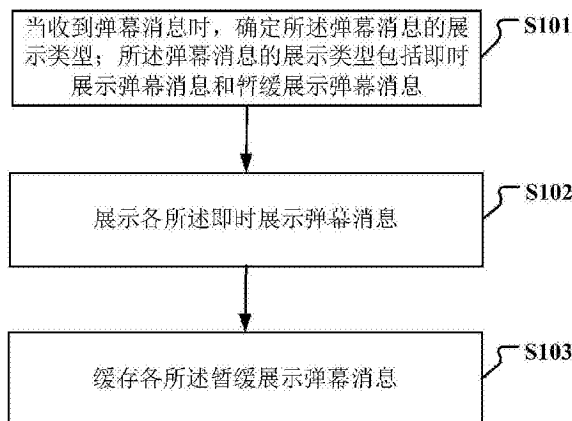 当收到弹幕消息时，确定所述弹幕消息的展
示类型；所述弹幕消息的展示类型包括即时
展示弹幕消息和暂缓展示弹幕消息
S101
展示各所述即时展示弹幕消息
S102
缓存各所述暂缓展示弹幕消息
S103